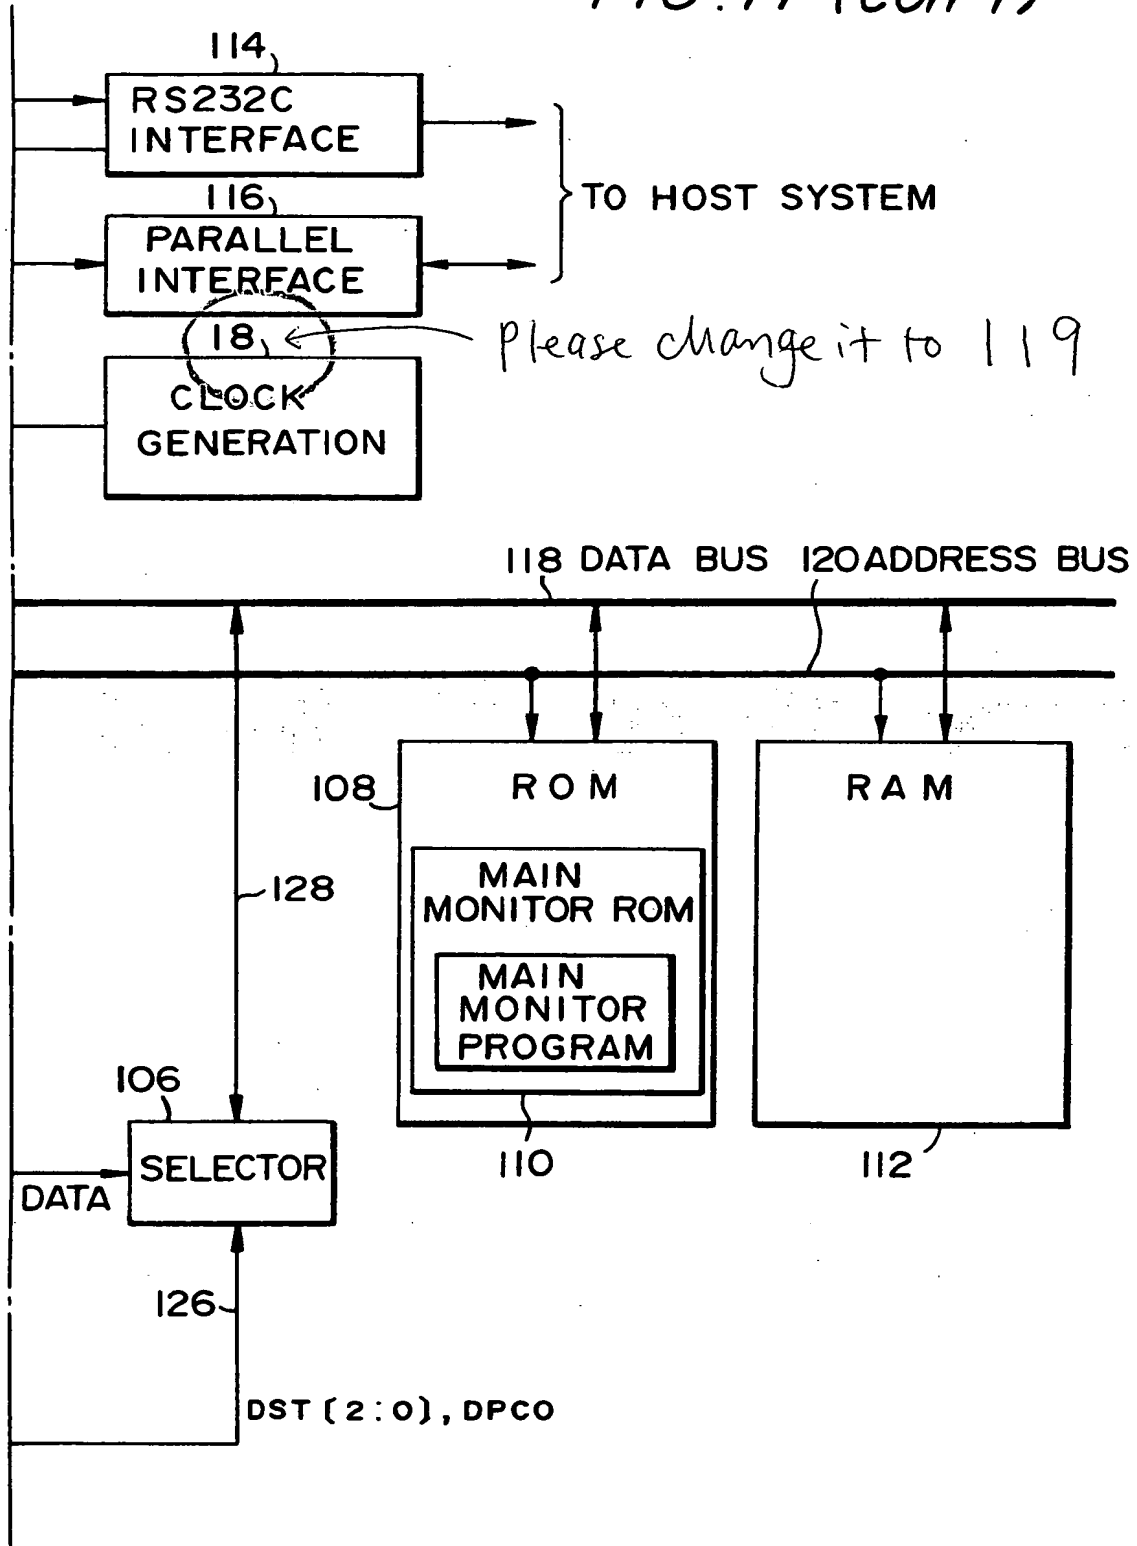 114
RS232C
INTERFACE
TO HOST SYSTEM
116
PARALLEL
INTERFACE
18
Please change it to 119
CLOCK
GENERATION
118 DATA BUS 120 ADDRESS BUS
108
ROM
RAM
MAIN
MONITOR ROM
128
MAIN
MONITOR
PROGRAM
106
SELECTOR
110
112
DATA
126
DST [2:0], DPCO